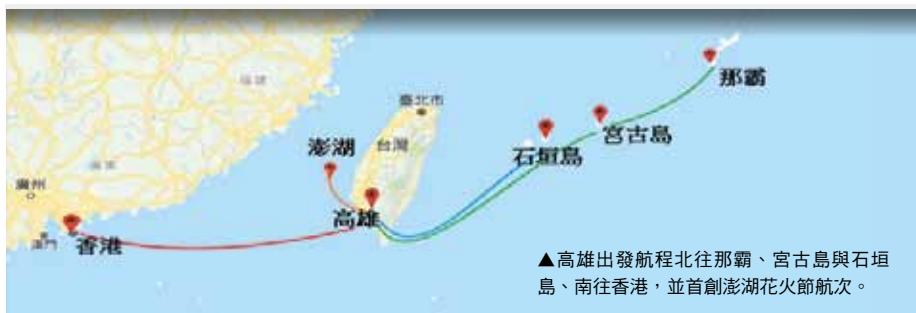 那霸
臺北市
宮古島
澎湖
台灣
石垣島
廣州
高雄
澳門
香港
▲高雄出發航程北往那霸、宮古島與石垣
島、南往香港，並首創澎湖花火節航次。